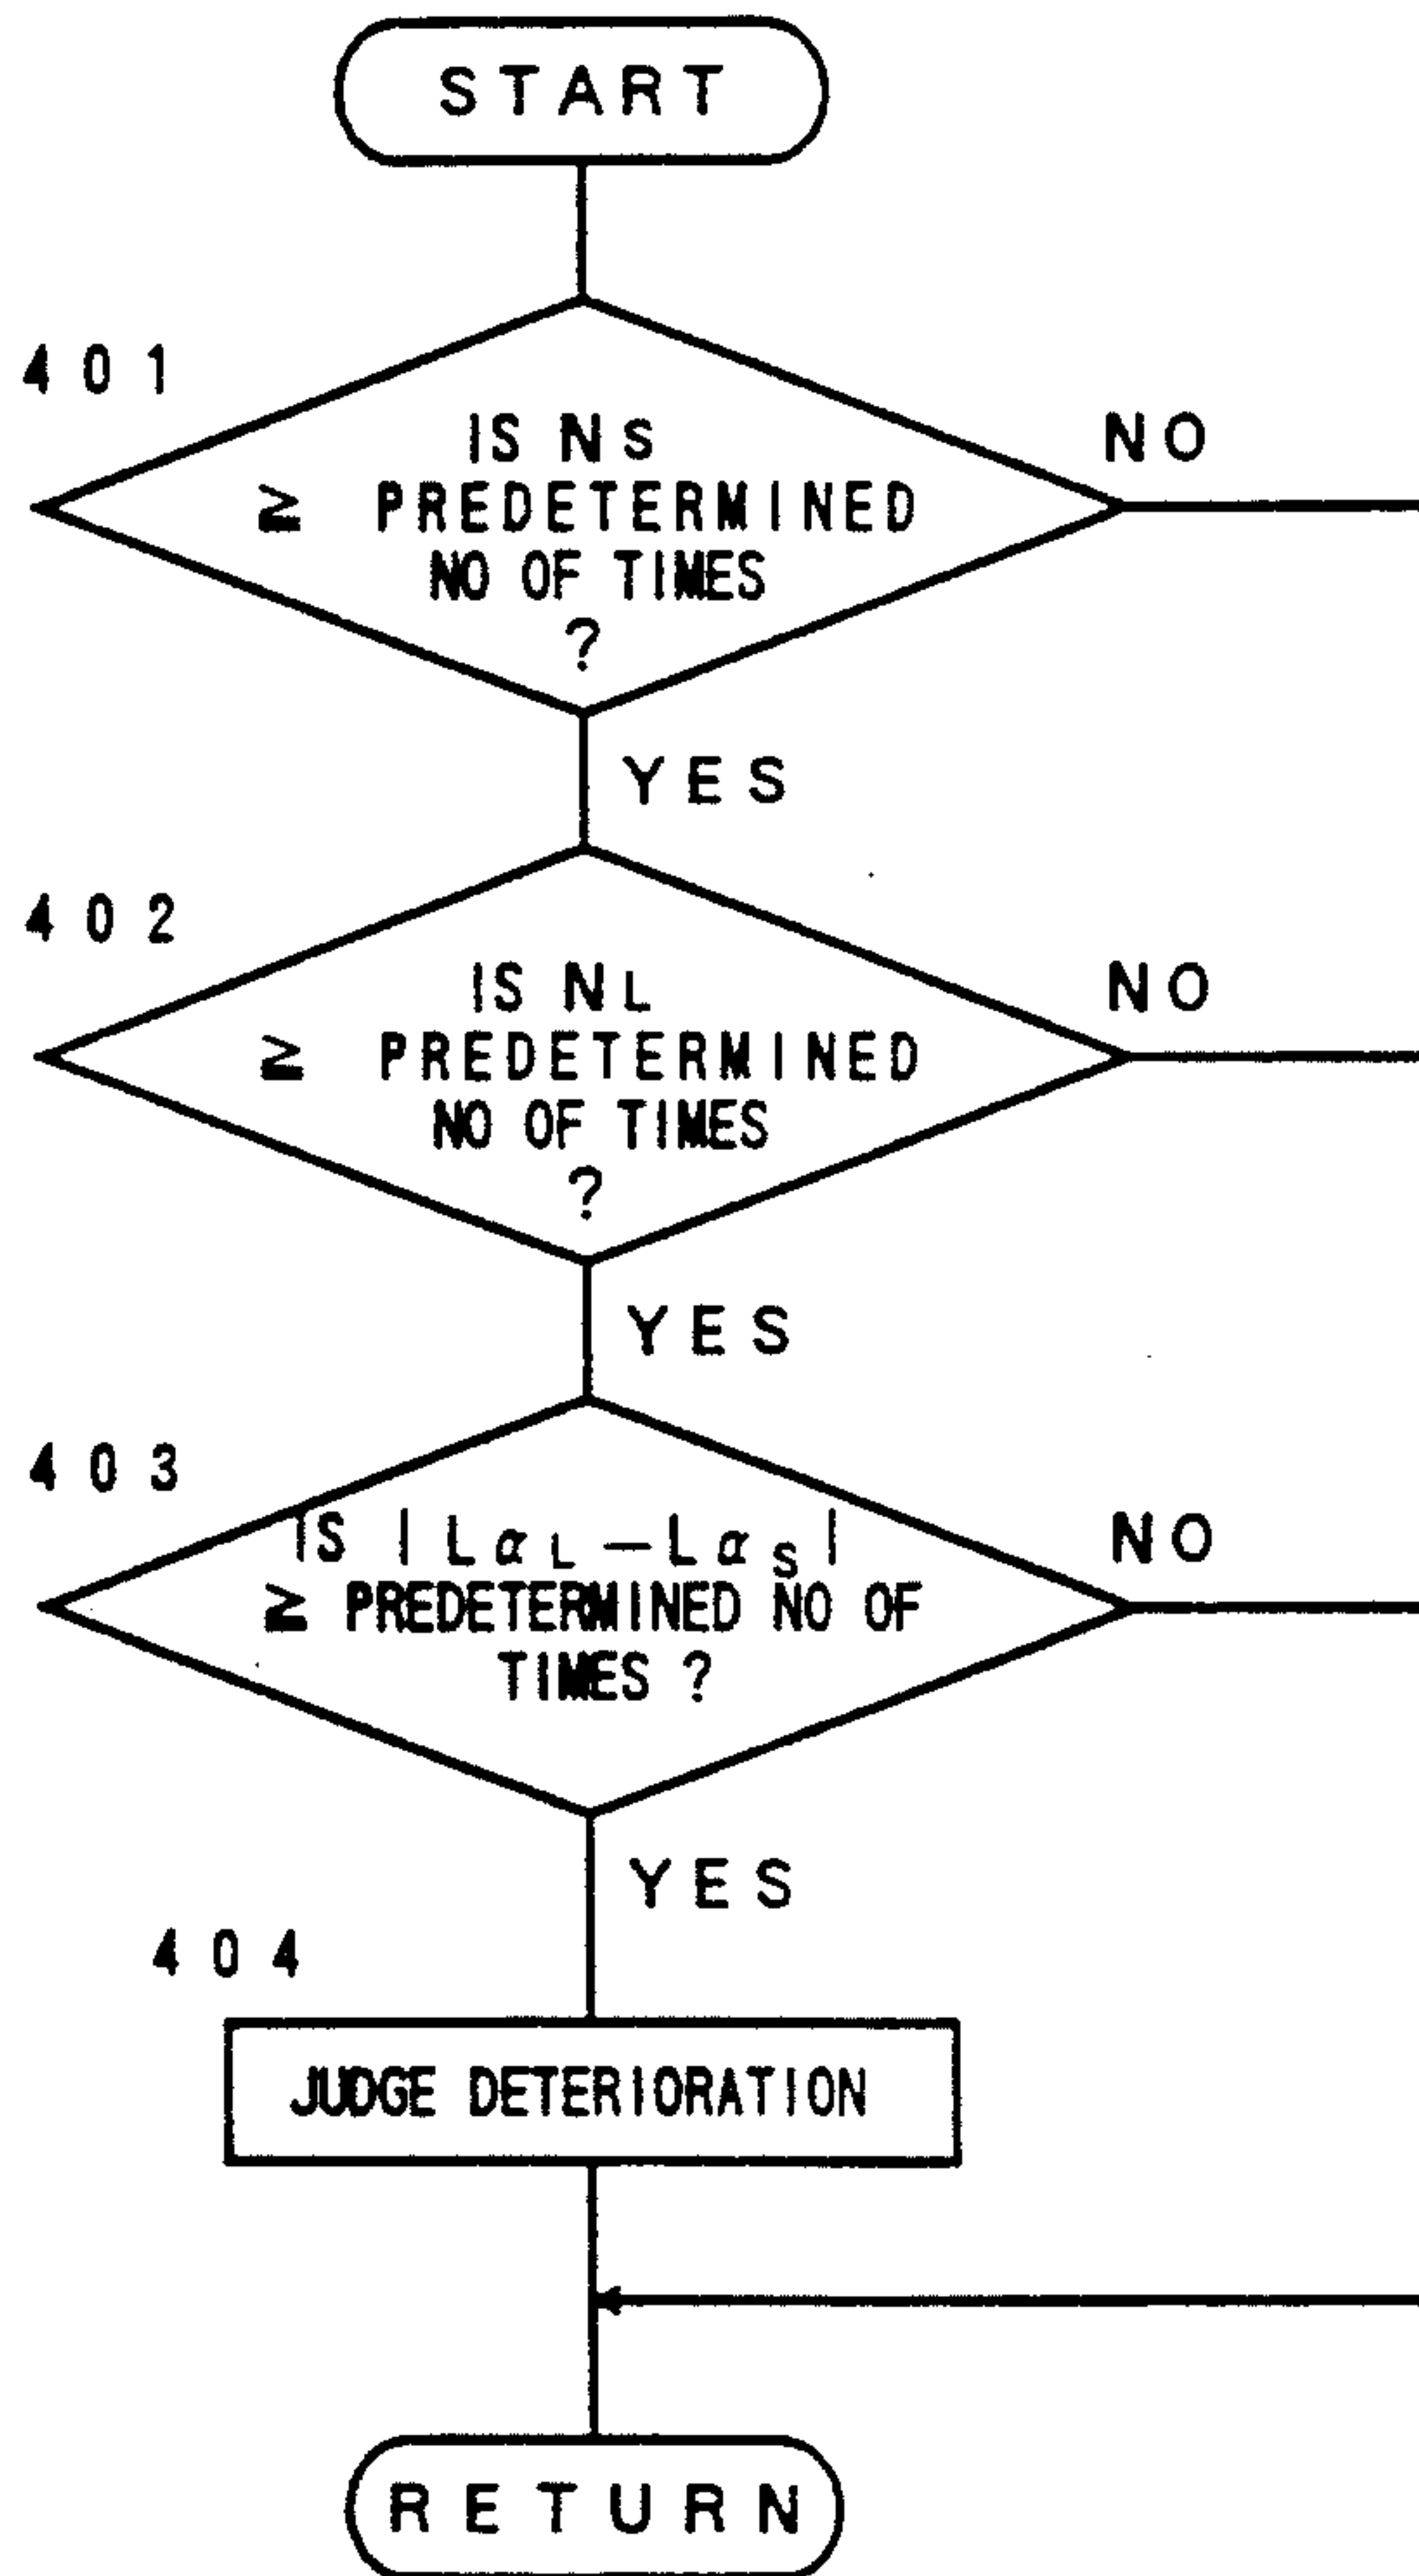 START
401
IS Ns
≧ PREDETERMINED
NO OF TIMES
?
NO
YES
402
IS NL
≧ PREDETERMINED
NO OF TIMES
?
NO
YES
403
IS | LαL −LαS |
≧ PREDETERMINED NO OF
TIMES ?
NO
YES
404
JUDGE DETERIORATION
RETURN